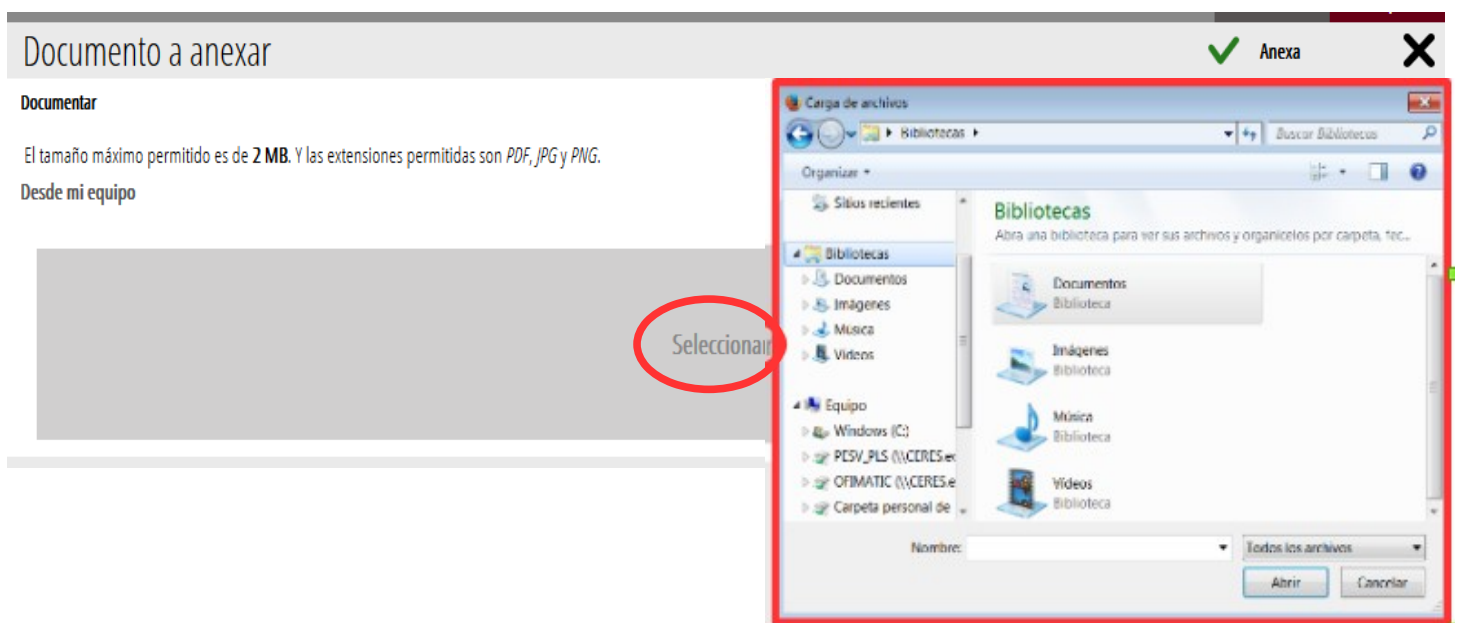 Documento a anexar
Anexa
Documentar
El tamaño máximo permitido es de 2 MB. Y las extensiones permitidas son PDF, JPG y PNG.
Desde mi equipo
Seleccionar
Carga de archivos
Bibliotecas
Buscar Bibliotecas
Organizar
Sitios recientes
Bibliotecas
Documentos
Imágenes
Música
Vídeos
Equipo
Windows (C:)
PESV_PLS (\\CERES.ec
OFIMATIC (\\CERES.e
Carpeta personal de
Bibliotecas
Abra una biblioteca para ver sus archivos y organícelos por carpeta, fec...
Documentos
Biblioteca
Imágenes
Biblioteca
Música
Biblioteca
Vídeos
Biblioteca
Nombre:
Todos los archivos
Abrir
Cancelar